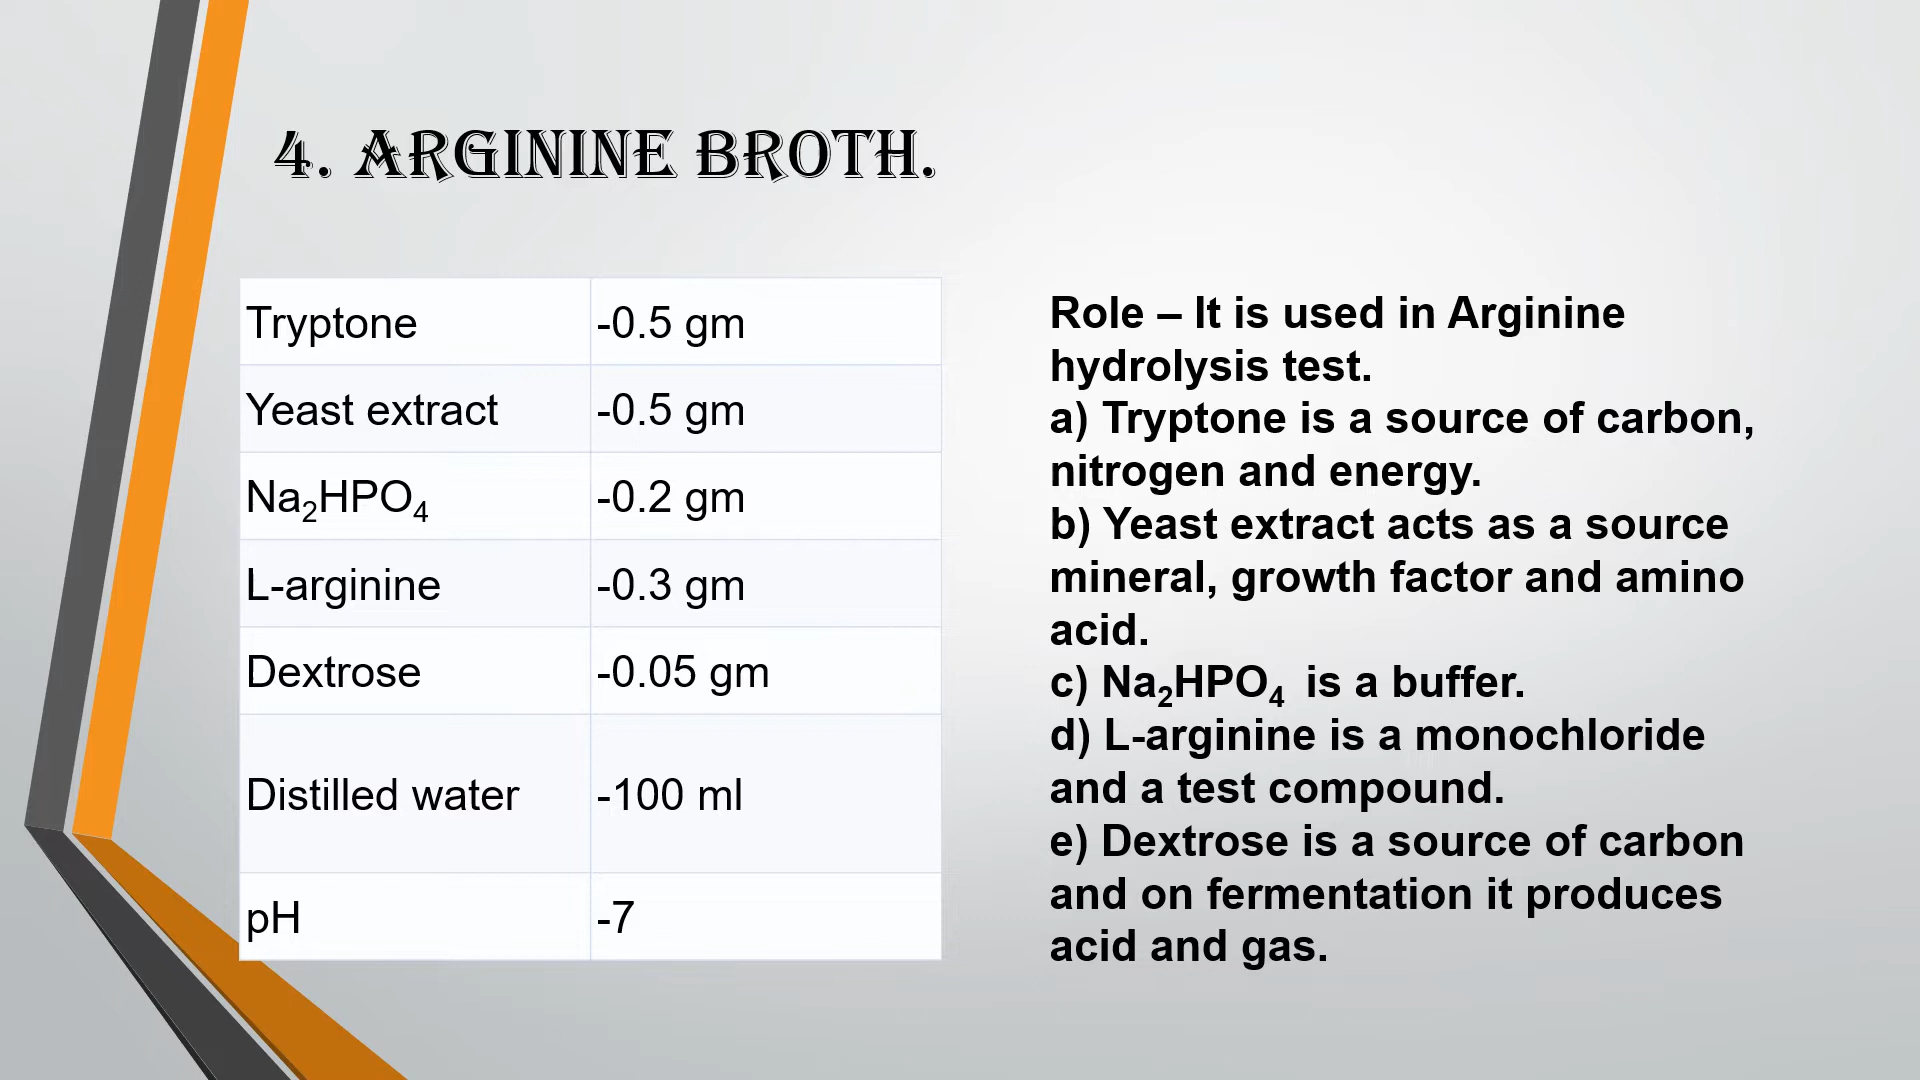 4. ARGININE BROTH.
Tryptone -0.5 gm
Yeast extract -0.5 gm
Na₂HPO₄ -0.2 gm
L-arginine -0.3 gm
Dextrose -0.05 gm
Distilled water -100 ml
pH -7
Role – It is used in Arginine
hydrolysis test.
a) Tryptone is a source of carbon,
nitrogen and energy.
b) Yeast extract acts as a source
mineral, growth factor and amino
acid.
c) Na₂HPO₄ is a buffer.
d) L-arginine is a monochloride
and a test compound.
e) Dextrose is a source of carbon
and on fermentation it produces
acid and gas.